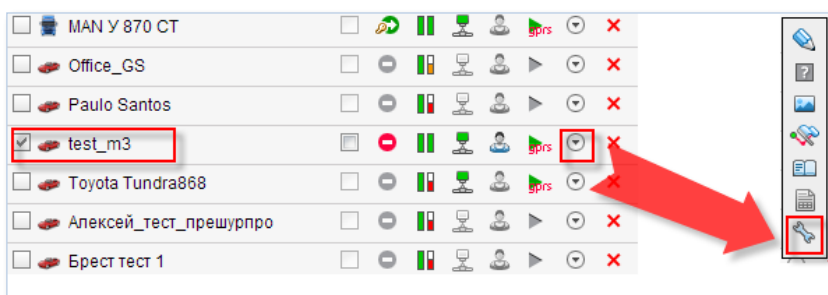 MAN У 870 СТ gprs
Office_GS
Paulo Santos
test_m3 gprs
Toyota Tundra868 gprs
Алексей_тест_прешурпро
Брест тест 1